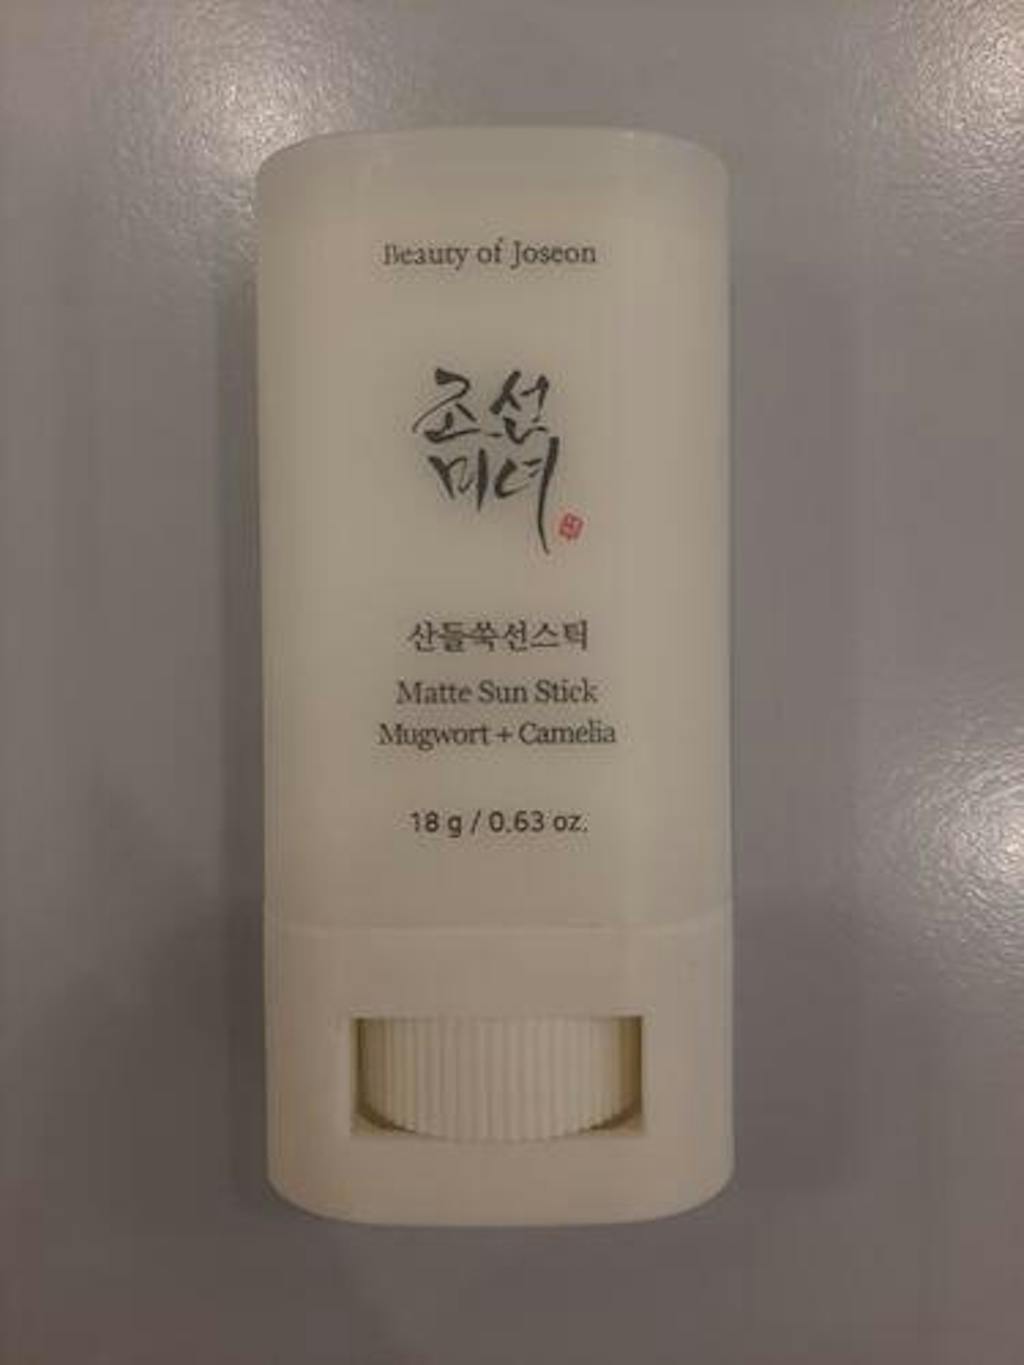 Beauty of Joseon
조선
미녀
산들쑥선스틱
Matte Sun Stick
Mugwort + Camelia
18 g / 0.63 oz.